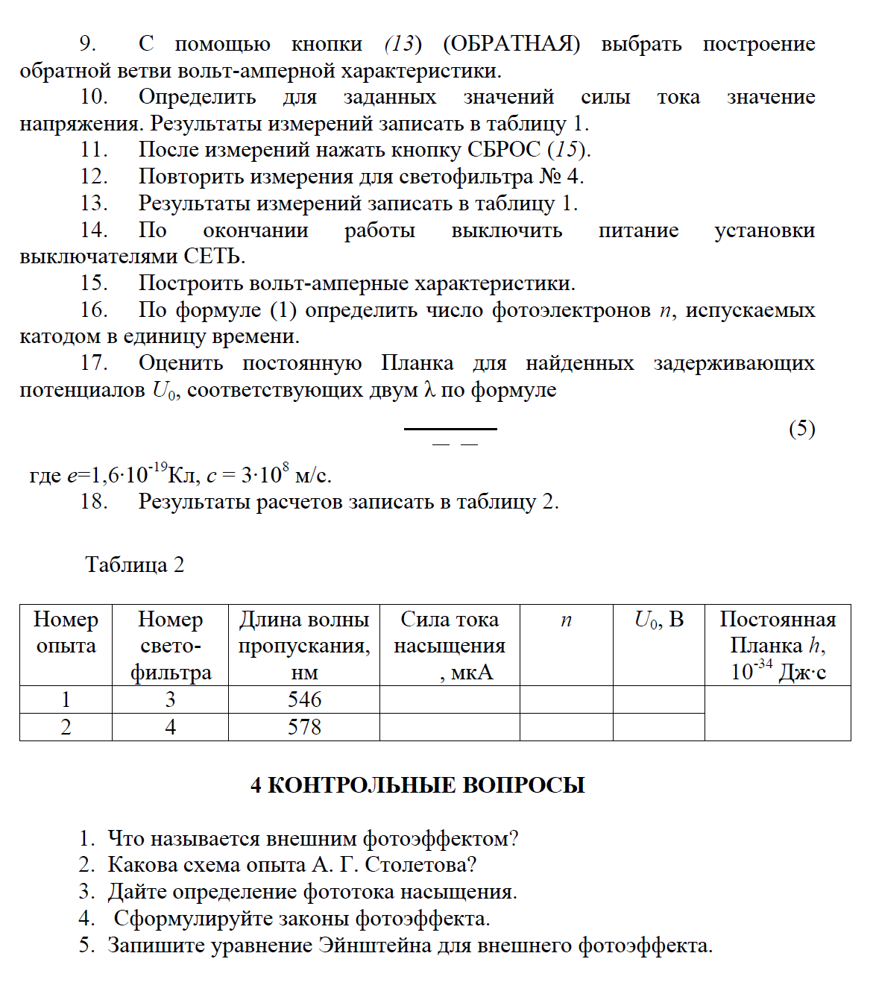 9. С помощью кнопки (13) (ОБРАТНАЯ) выбрать построение
обратной ветви вольт-амперной характеристики.
10. Определить для заданных значений силы тока значение
напряжения. Результаты измерений записать в таблицу 1.
11. После измерений нажать кнопку СБРОС (15).
12. Повторить измерения для светофильтра № 4.
13. Результаты измерений записать в таблицу 1.
14. По окончании работы выключить питание установки
выключателями СЕТЬ.
15. Построить вольт-амперные характеристики.
16. По формуле (1) определить число фотоэлектронов n, испускаемых
катодом в единицу времени.
17. Оценить постоянную Планка для найденных задерживающих
потенциалов U₀, соответствующих двум λ по формуле
(5)
где e=1,6·10⁻¹⁹Кл, c = 3·10⁸ м/с.
18. Результаты расчетов записать в таблицу 2.
Таблица 2
Номер опыта | Номер свето-фильтра | Длина волны пропускания, нм | Сила тока насыщения , мкА | n | U₀, В | Постоянная Планка h, 10⁻³⁴ Дж·с
1 | 3 | 546
2 | 4 | 578
4 КОНТРОЛЬНЫЕ ВОПРОСЫ
1. Что называется внешним фотоэффектом?
2. Какова схема опыта А. Г. Столетова?
3. Дайте определение фототока насыщения.
4. Сформулируйте законы фотоэффекта.
5. Запишите уравнение Эйнштейна для внешнего фотоэффекта.